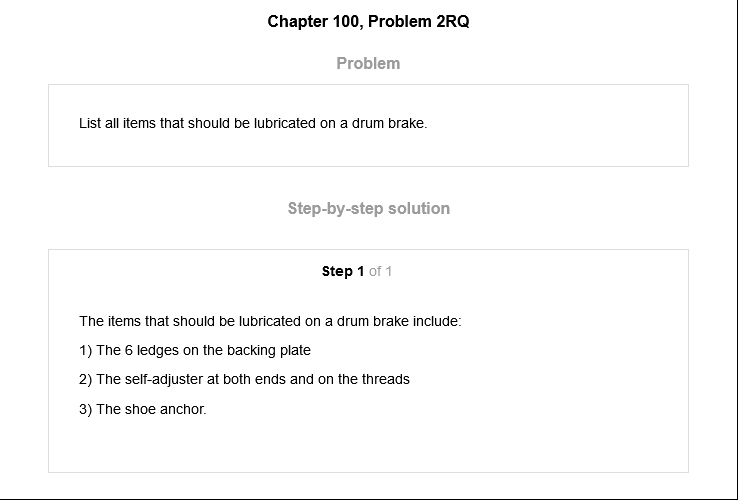 Chapter 100, Problem 2RQ
Problem
List all items that should be lubricated on a drum brake.
Step-by-step solution
Step 1 of 1
The items that should be lubricated on a drum brake include:
1) The 6 ledges on the backing plate
2) The self-adjuster at both ends and on the threads
3) The shoe anchor.